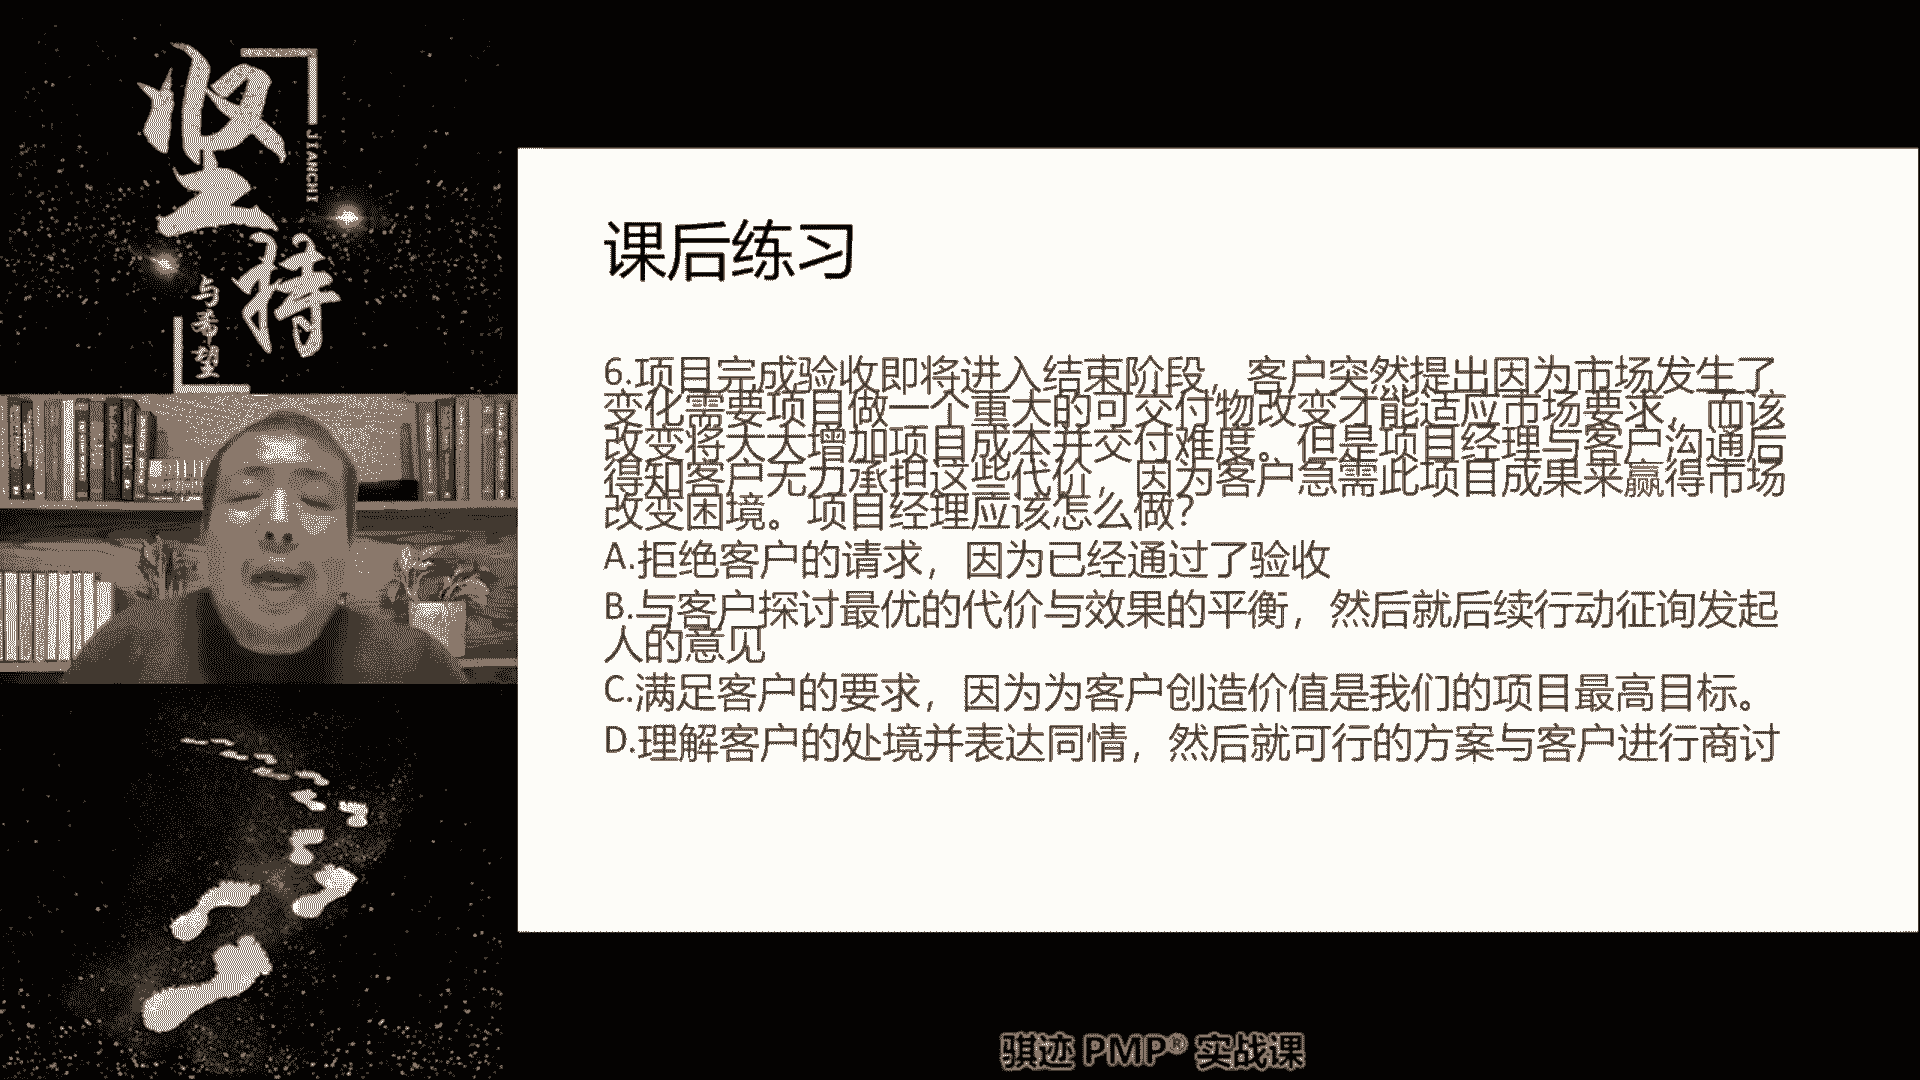 坚持
JIANCHI
与希望
课后练习
6.项目完成验收即将进入结束阶段，客户突然提出因为市场发生了
变化需要项目做一个重大的可交付物改变才能适应市场要求，而该
改变将大大增加项目成本并交付难度。但是项目经理与客户沟通后
得知客户无力承担这些代价，因为客户急需此项目成果来赢得市场
改变困境。项目经理应该怎么做？
A.拒绝客户的请求，因为已经通过了验收
B.与客户探讨最优的代价与效果的平衡，然后就后续行动征询发起
人的意见
C.满足客户的要求，因为为客户创造价值是我们的项目最高目标。
D.理解客户的处境并表达同情，然后就可行的方案与客户进行商讨
骐迹 PMP® 实战课